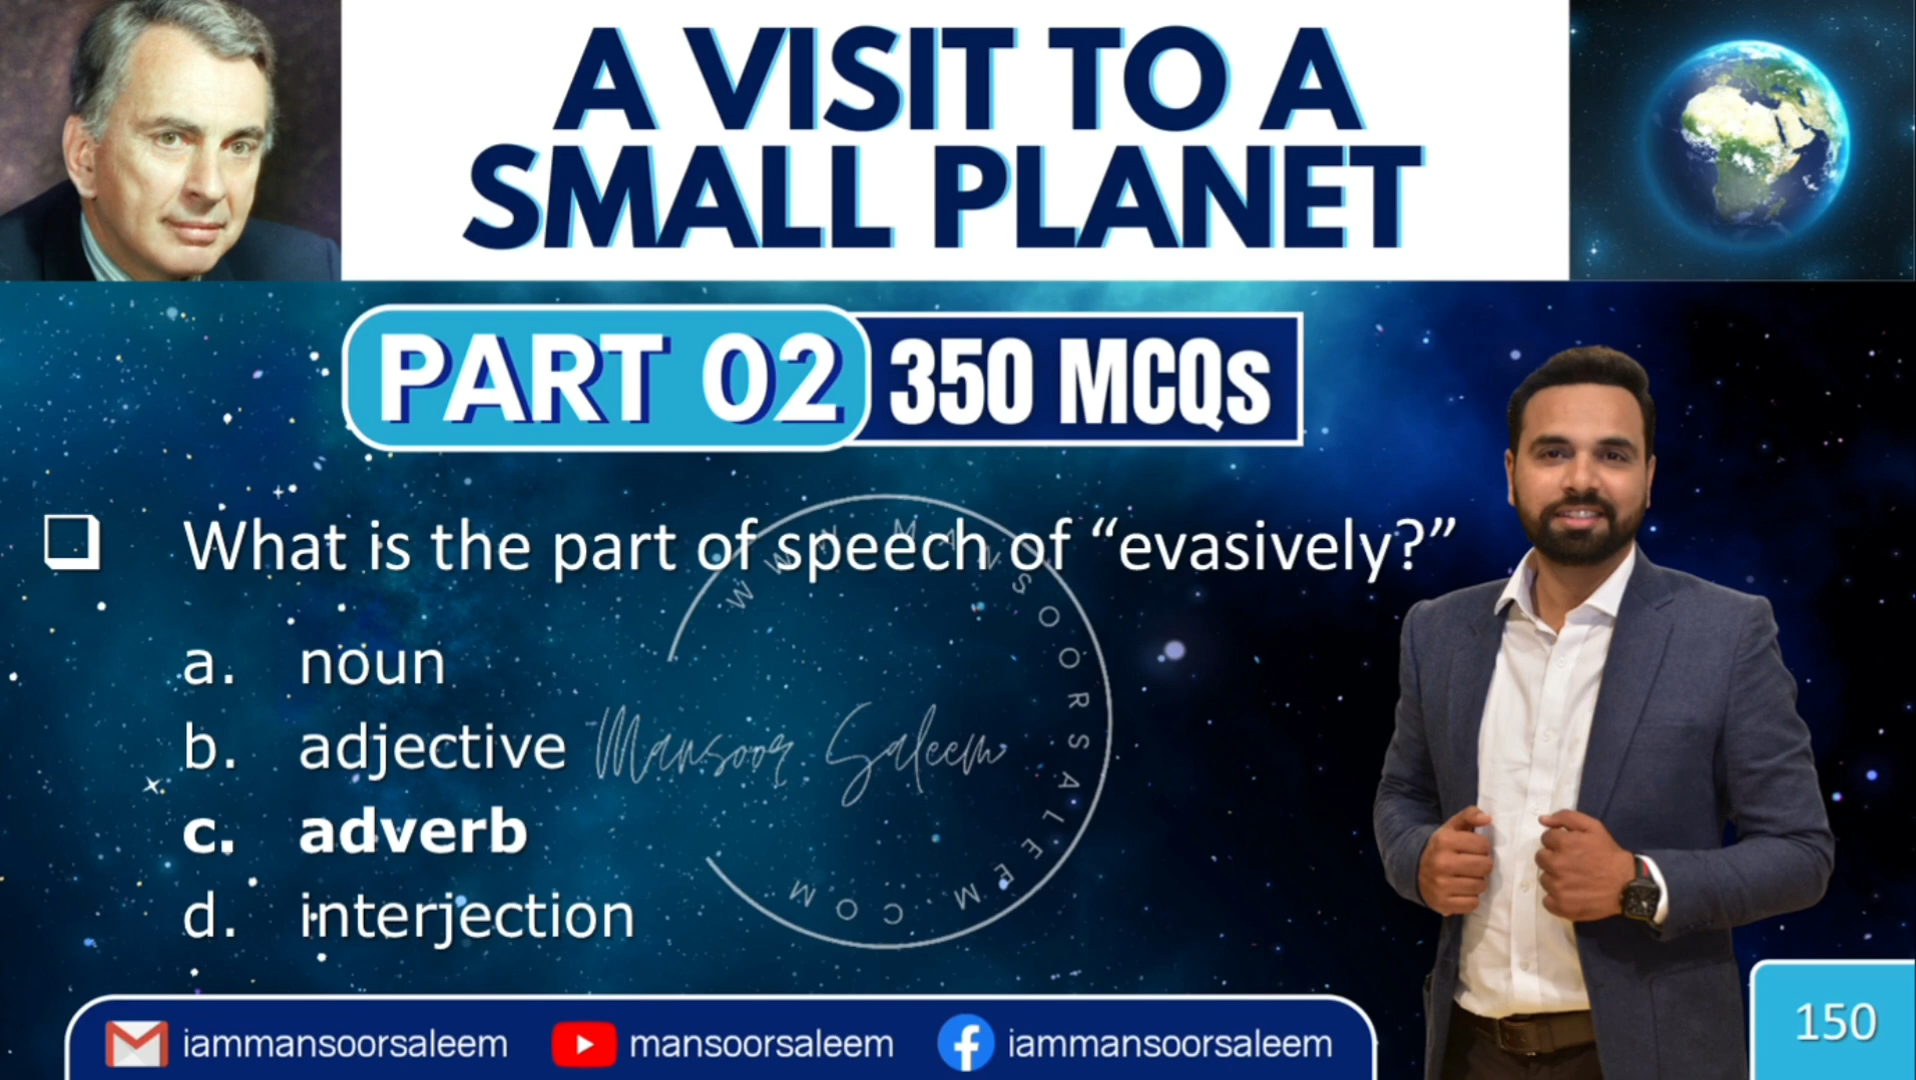 A VISIT TO A
SMALL PLANET
PART 02 350 MCQs
❑ What is the part of speech of “evasively?”
a. noun
b. adjective
c. adverb
d. interjection
WWW.MANSOORSALEEM.COM
Mansoor Saleem
iammansoorsaleem mansoorsaleem iammansoorsaleem
150